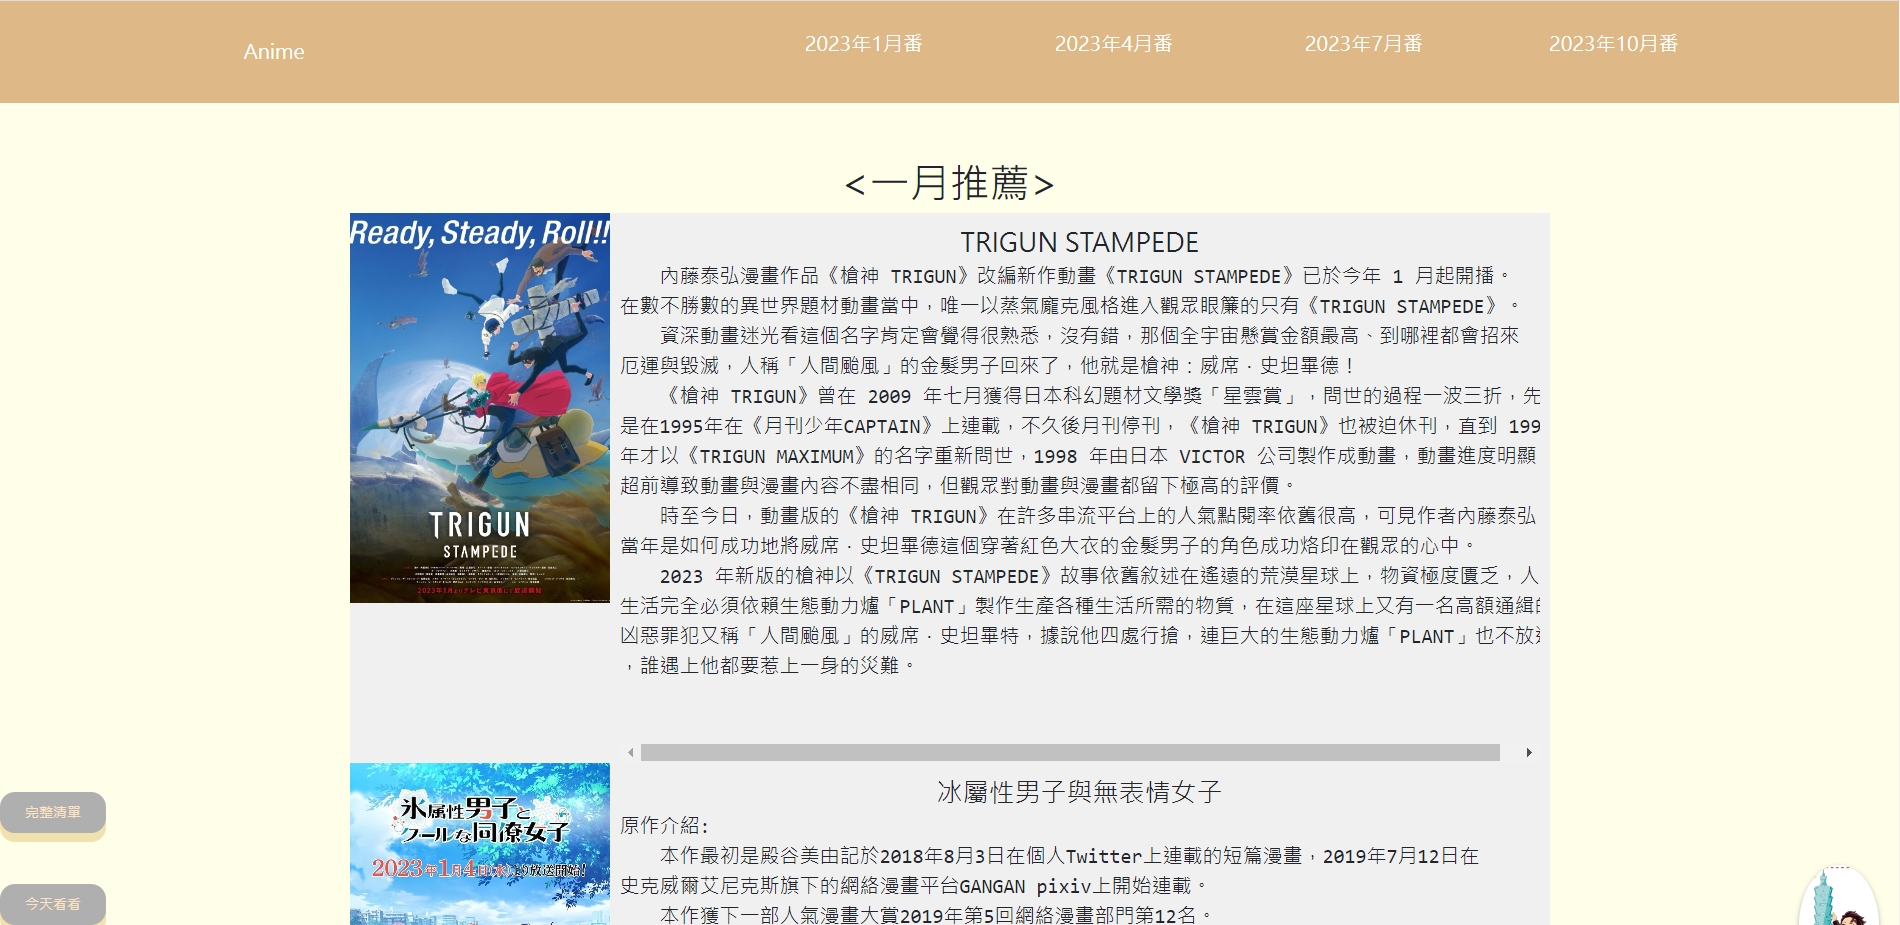 Anime
2023年1月番
2023年4月番
2023年7月番
2023年10月番
<一月推薦>
Ready, Steady, Roll!!
TRIGUN
STAMPEDE
TRIGUN STAMPEDE
內藤泰弘漫畫作品《槍神 TRIGUN》改編新作動畫《TRIGUN STAMPEDE》已於今年 1 月起開播。
在數不勝數的異世界題材動畫當中，唯一以蒸氣龐克風格進入觀眾眼簾的只有《TRIGUN STAMPEDE》。
資深動畫迷光看這個名字肯定會覺得很熟悉，沒有錯，那個全宇宙懸賞金額最高、到哪裡都會招來
厄運與毀滅，人稱「人間颱風」的金髮男子回來了，他就是槍神：威席．史坦畢德！
《槍神 TRIGUN》曾在 2009 年七月獲得日本科幻題材文學獎「星雲賞」，問世的過程一波三折，先
是在1995年在《月刊少年CAPTAIN》上連載，不久後月刊停刊，《槍神 TRIGUN》也被迫休刊，直到 199
年才以《TRIGUN MAXIMUM》的名字重新問世，1998 年由日本 VICTOR 公司製作成動畫，動畫進度明顯
超前導致動畫與漫畫內容不盡相同，但觀眾對動畫與漫畫都留下極高的評價。
時至今日，動畫版的《槍神 TRIGUN》在許多串流平台上的人氣點閱率依舊很高，可見作者內藤泰弘
當年是如何成功地將威席．史坦畢德這個穿著紅色大衣的金髮男子的角色成功烙印在觀眾的心中。
2023 年新版的槍神以《TRIGUN STAMPEDE》故事依舊敘述在遙遠的荒漠星球上，物資極度匱乏，人
生活完全必須依賴生態動力爐「PLANT」製作生產各種生活所需的物質，在這座星球上又有一名高額通緝的
凶惡罪犯又稱「人間颱風」的威席．史坦畢特，據說他四處行搶，連巨大的生態動力爐「PLANT」也不放過
，誰遇上他都要惹上一身的災難。
氷属性男子と
クールな同僚女子
2023年1月4日(水)より放送開始!
冰屬性男子與無表情女子
原作介紹:
本作最初是殿谷美由記於2018年8月3日在個人Twitter上連載的短篇漫畫，2019年7月12日在
史克威爾艾尼克斯旗下的網絡漫畫平台GANGAN pixiv上開始連載。
本作獲下一部人氣漫畫大賞2019年第5回網絡漫畫部門第12名。
完整清單
今天看看